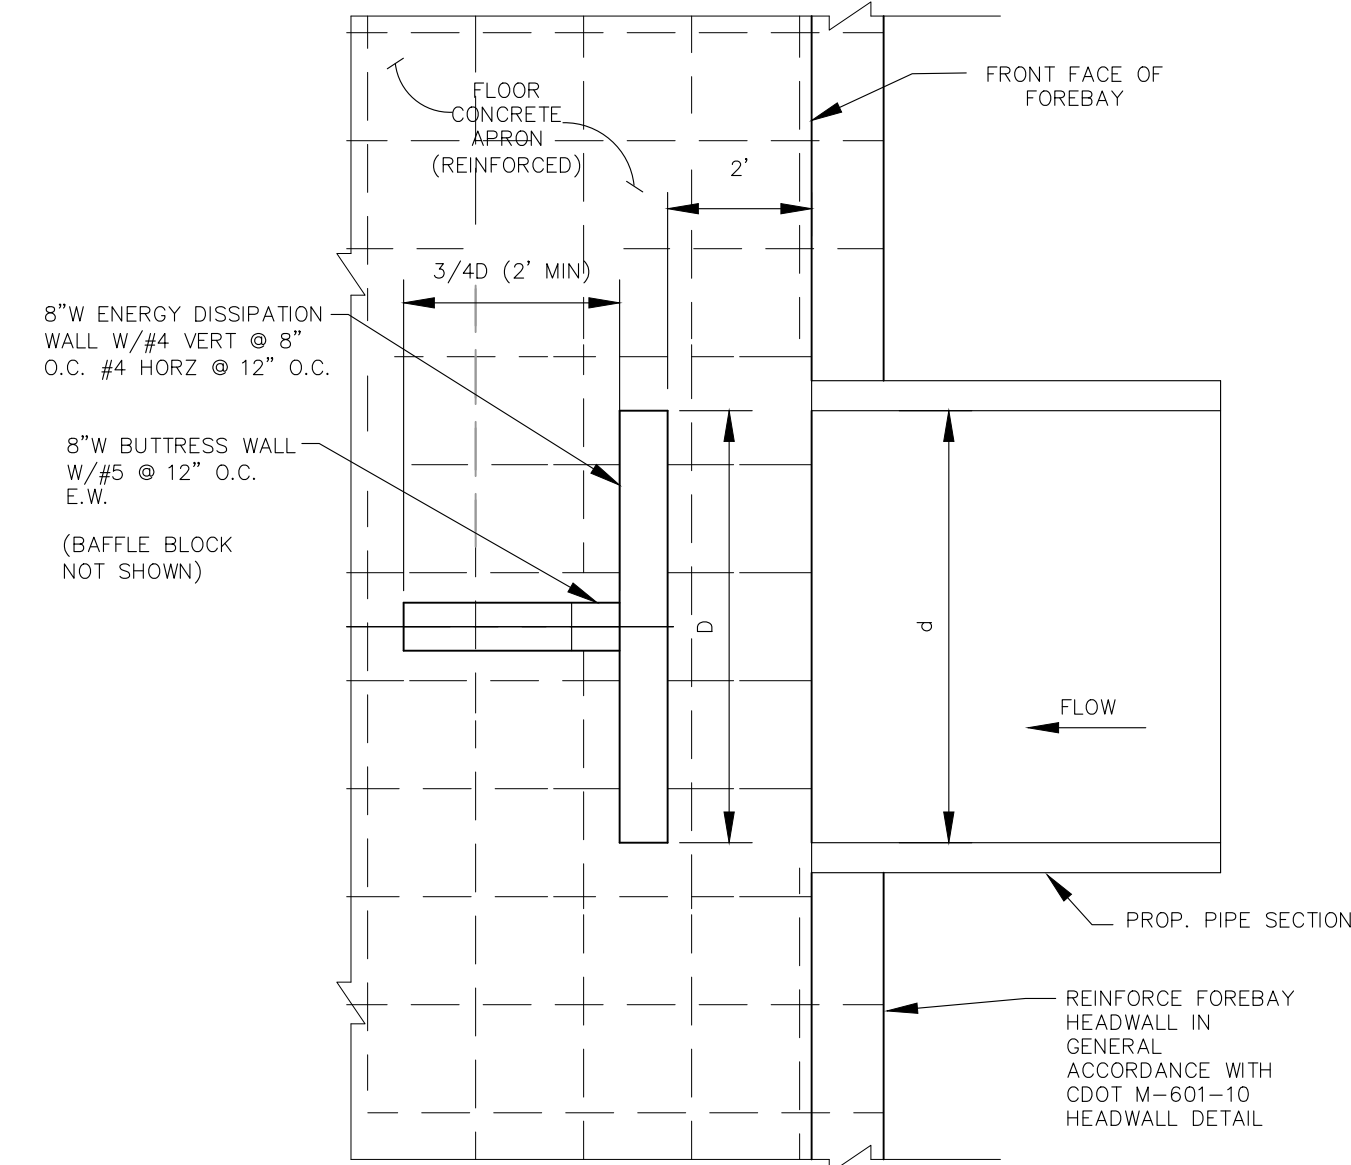 FRONT FACE OF
FOREBAY
FLOOR
CONCRETE
APRON
(REINFORCED)
2'
3/4D (2' MIN)
8"W ENERGY DISSIPATION
WALL W/#4 VERT @ 8"
O.C. #4 HORZ @ 12" O.C.
8"W BUTTRESS WALL
W/#5 @ 12" O.C.
E.W.
(BAFFLE BLOCK
NOT SHOWN)
D
d
FLOW
PROP. PIPE SECTION
REINFORCE FOREBAY
HEADWALL IN
GENERAL
ACCORDANCE WITH
CDOT M-601-10
HEADWALL DETAIL